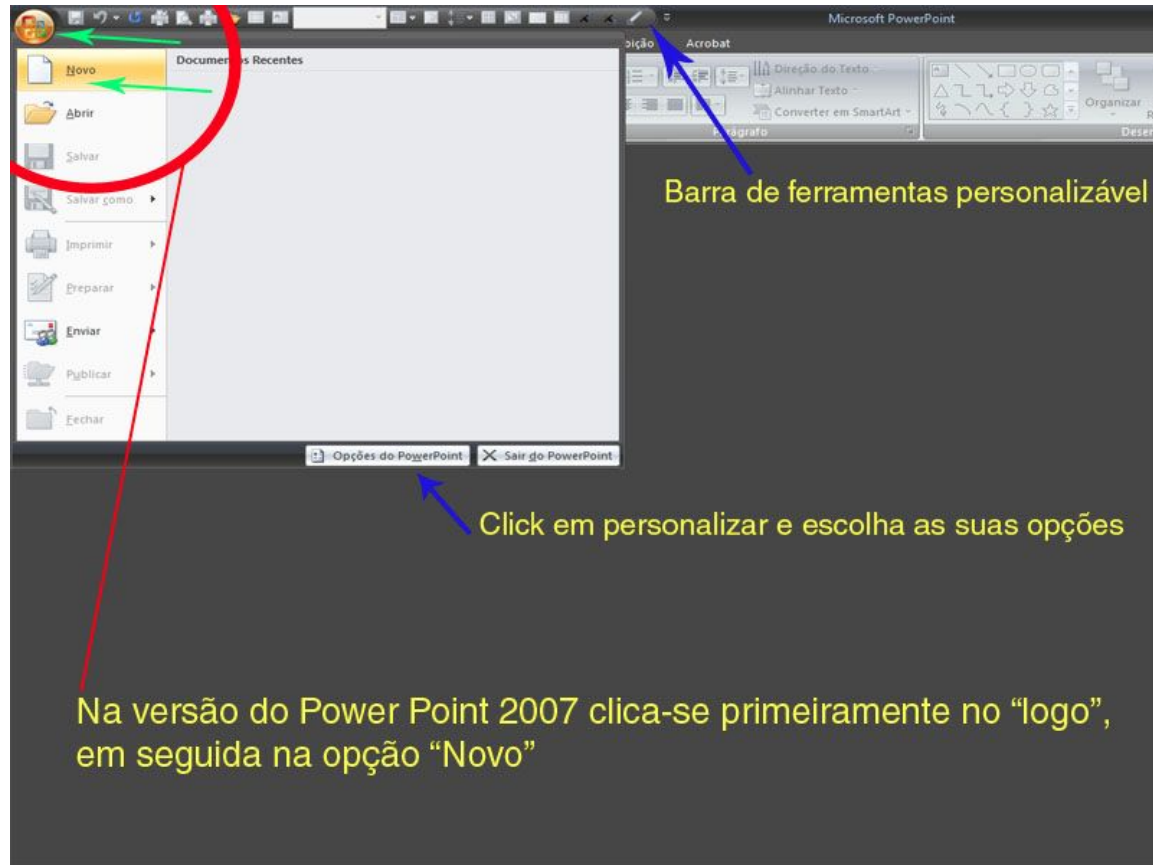 Microsoft PowerPoint
bição Acrobat
Novo
Documentos Recentes
Abrir
Salvar
Salvar como
Imprimir
Preparar
Enviar
Publicar
Fechar
Opções do PowerPoint
Sair do PowerPoint
Direção do Texto
Alinhar Texto
Converter em SmartArt
Parágrafo
Organizar
R
Desen
Barra de ferramentas personalizável
Click em personalizar e escolha as suas opções
Na versão do Power Point 2007 clica-se primeiramente no “logo”,
em seguida na opção “Novo”